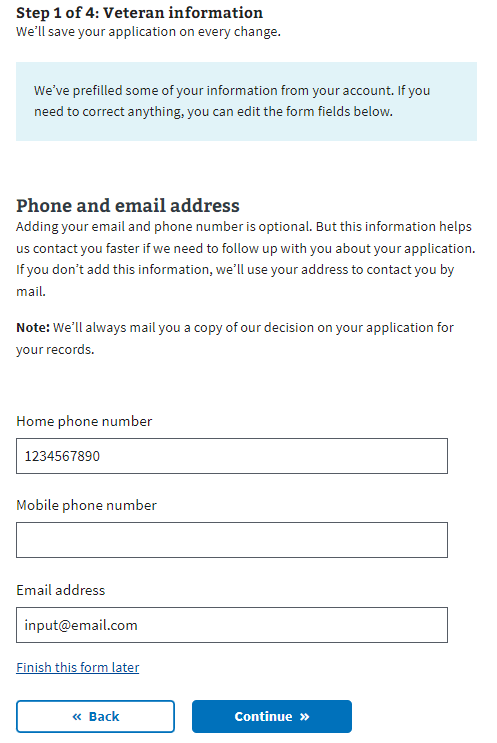 Step 1 of 4: Veteran information
We’ll save your application on every change.
We’ve prefilled some of your information from your account. If you
need to correct anything, you can edit the form fields below.
Phone and email address
Adding your email and phone number is optional. But this information helps
us contact you faster if we need to follow up with you about your application.
If you don’t add this information, we’ll use your address to contact you by
mail.
Note: We’ll always mail you a copy of our decision on your application for
your records.
Home phone number
1234567890
Mobile phone number
Email address
input@email.com
Finish this form later
« Back
Continue »